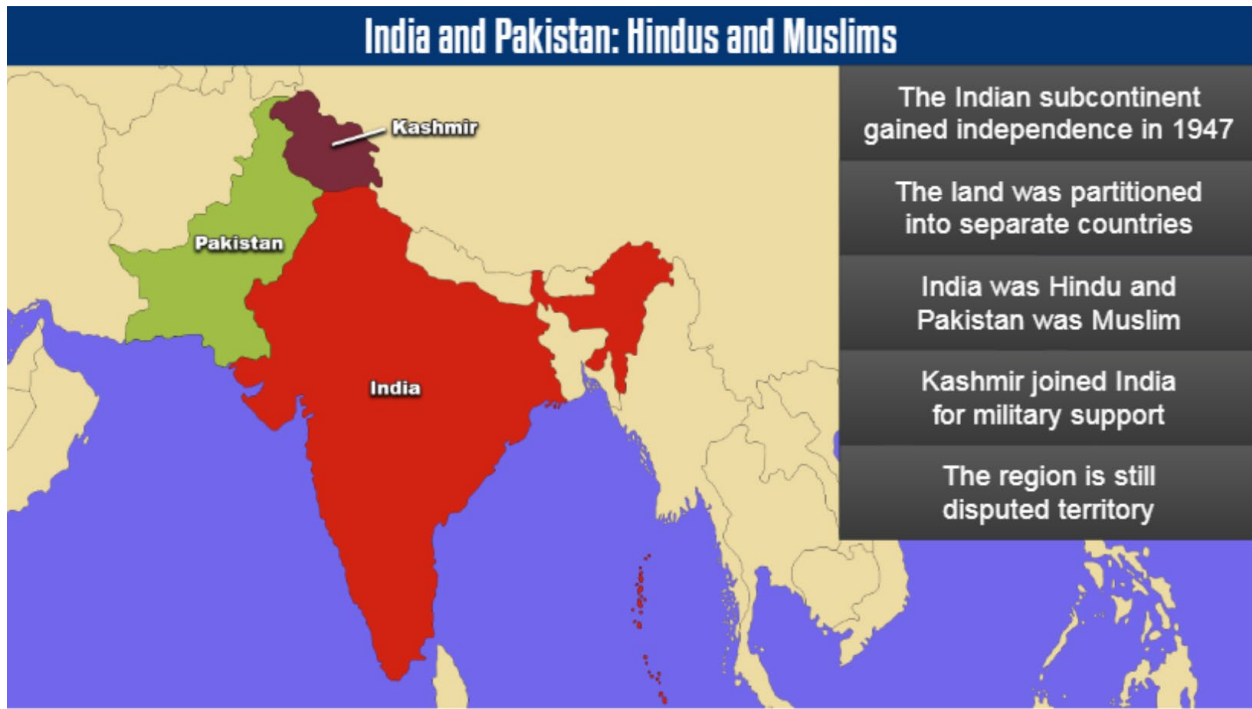 India and Pakistan: Hindus and Muslims
Kashmir
Pakistan
India
The Indian subcontinent
gained independence in 1947
The land was partitioned
into separate countries
India was Hindu and
Pakistan was Muslim
Kashmir joined India
for military support
The region is still
disputed territory